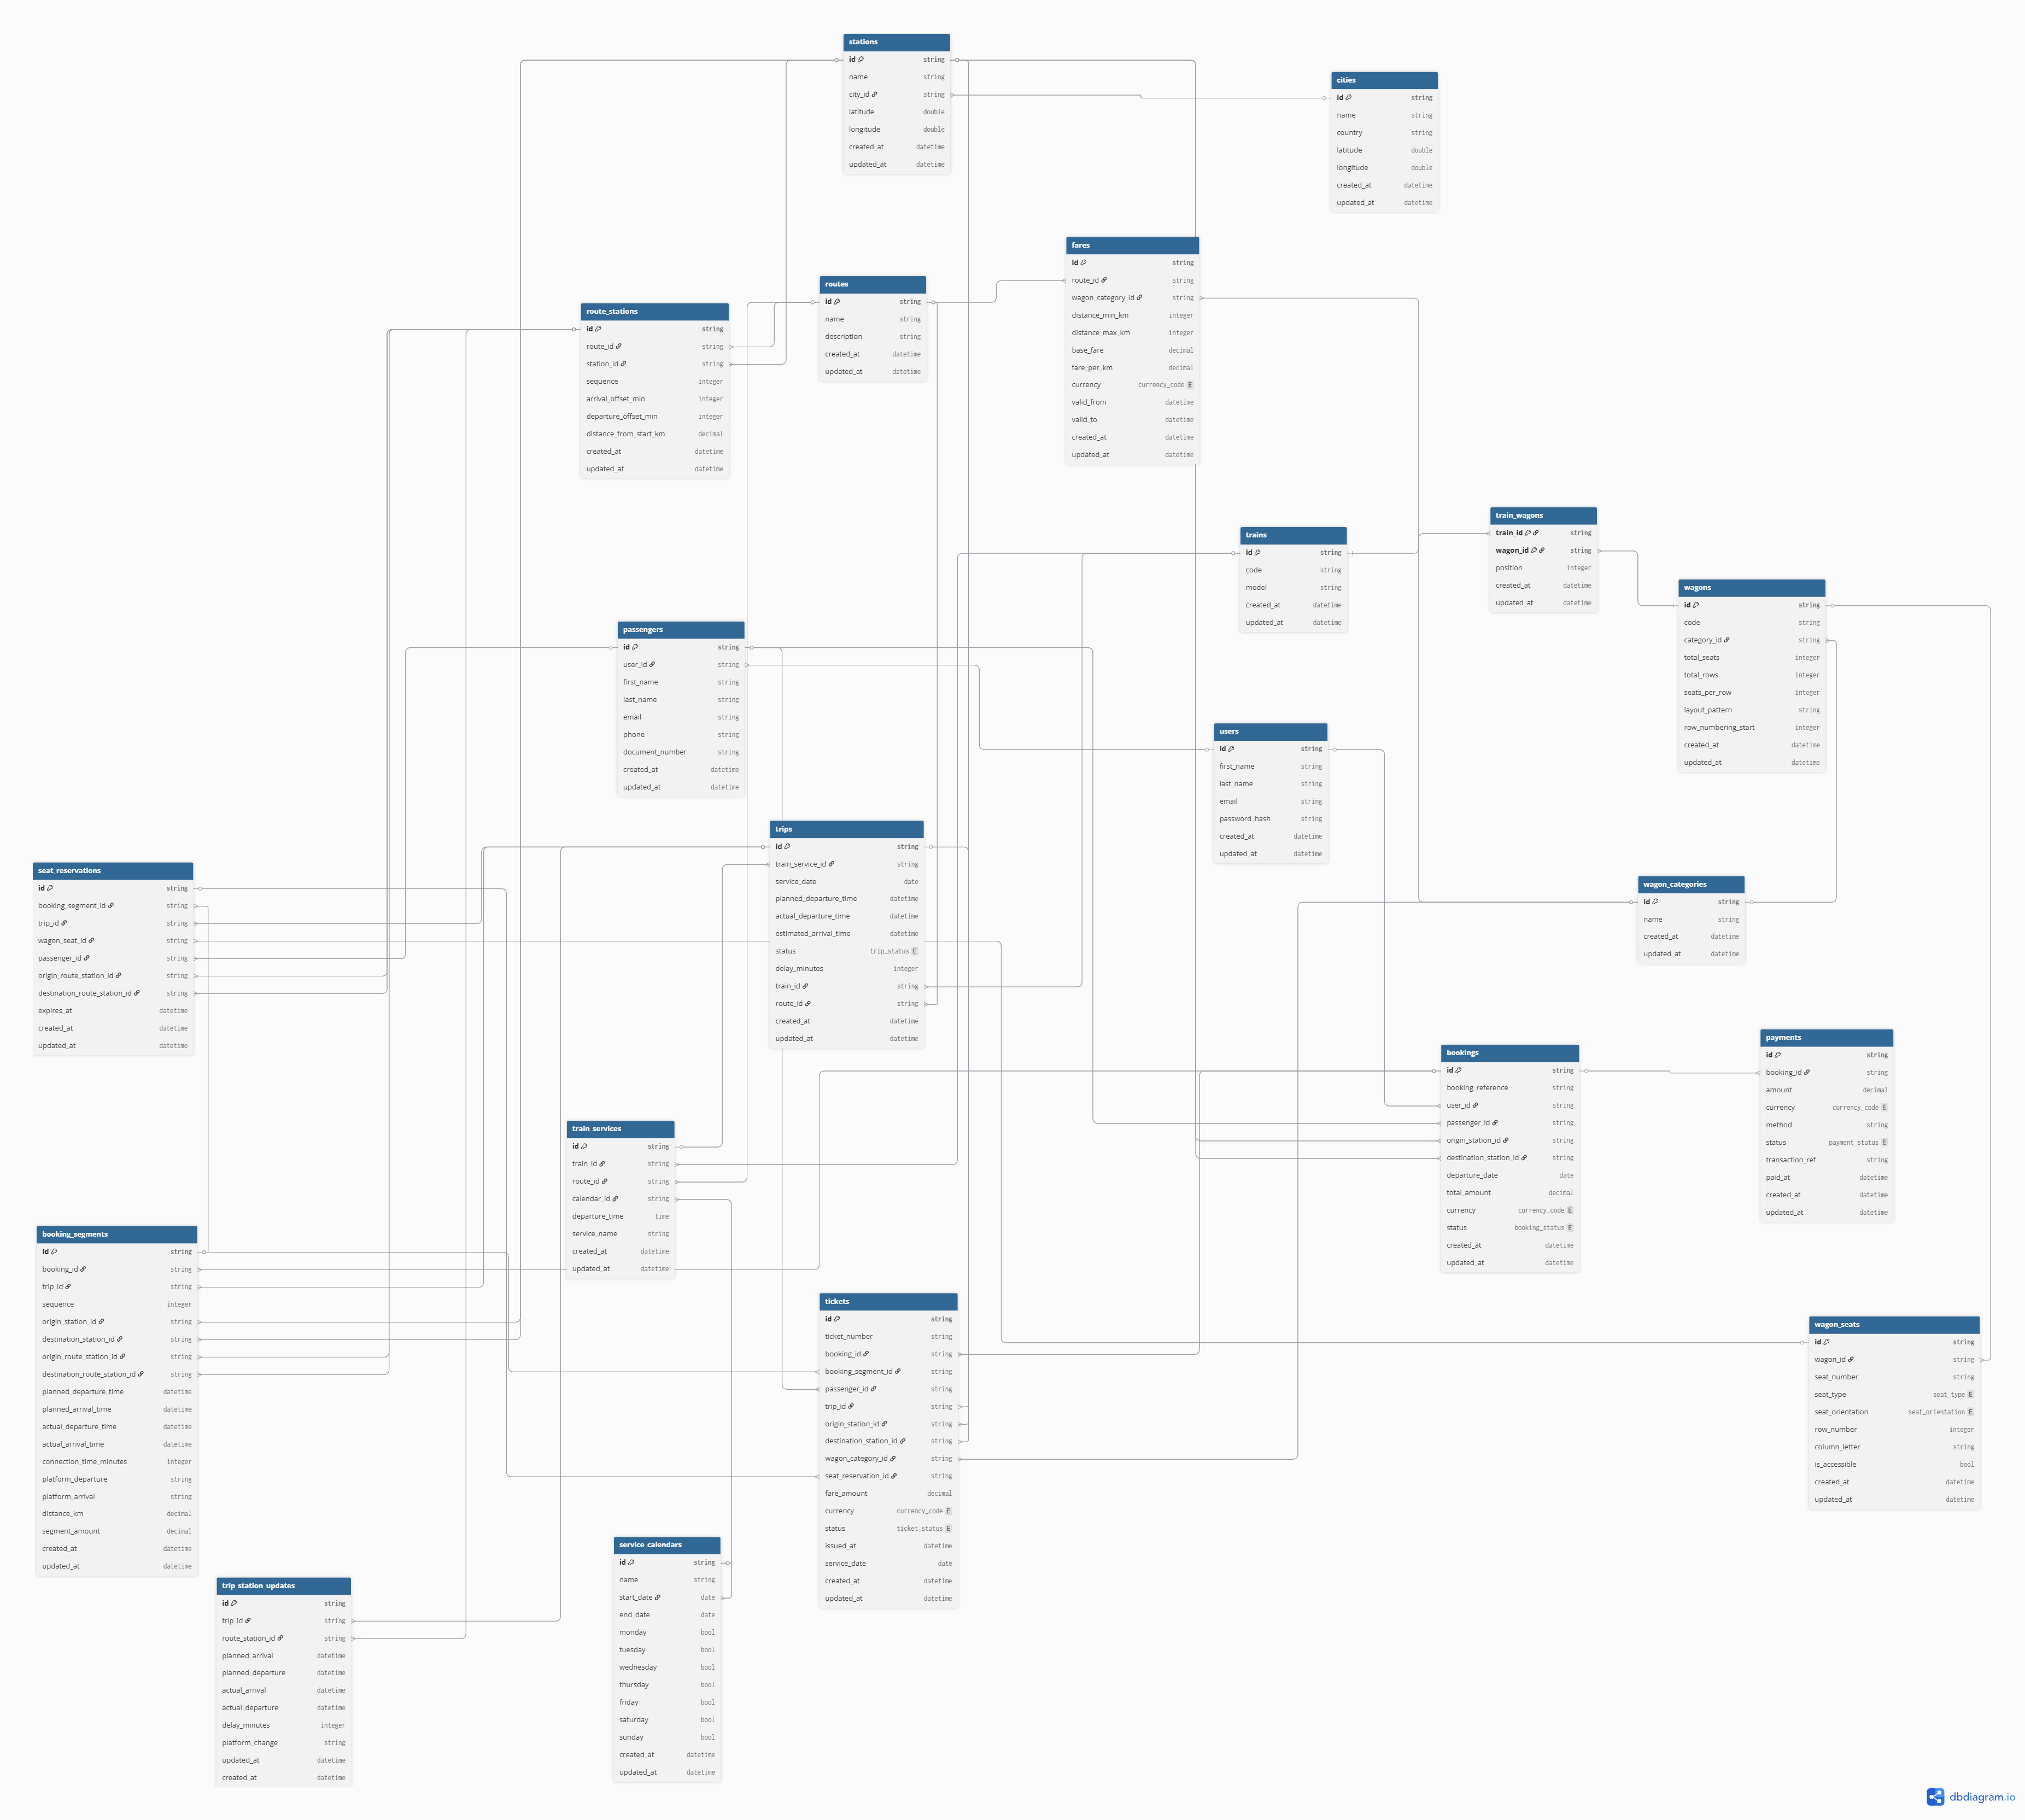 stations
id string
name string
city_id string
latitude double
longitude double
created_at datetime
updated_at datetime
cities
id string
name string
country string
latitude double
longitude double
created_at datetime
updated_at datetime
fares
id string
route_id string
wagon_category_id string
distance_min_km integer
distance_max_km integer
base_fare decimal
fare_per_km decimal
currency currency_code E
valid_from datetime
valid_to datetime
created_at datetime
updated_at datetime
routes
id string
name string
description string
created_at datetime
updated_at datetime
route_stations
id string
route_id string
station_id string
sequence integer
arrival_offset_min integer
departure_offset_min integer
distance_from_start_km decimal
created_at datetime
updated_at datetime
train_wagons
train_id string
wagon_id string
position integer
created_at datetime
updated_at datetime
trains
id string
code string
model string
created_at datetime
updated_at datetime
wagons
id string
code string
category_id string
total_seats integer
total_rows integer
seats_per_row integer
layout_pattern string
row_numbering_start integer
created_at datetime
updated_at datetime
passengers
id string
user_id string
first_name string
last_name string
email string
phone string
document_number string
created_at datetime
updated_at datetime
users
id string
first_name string
last_name string
email string
password_hash string
created_at datetime
updated_at datetime
trips
id string
train_service_id string
service_date date
planned_departure_time datetime
actual_departure_time datetime
estimated_arrival_time datetime
status trip_status E
delay_minutes integer
train_id string
route_id string
created_at datetime
updated_at datetime
seat_reservations
id string
booking_segment_id string
trip_id string
wagon_seat_id string
passenger_id string
origin_route_station_id string
destination_route_station_id string
expires_at datetime
created_at datetime
updated_at datetime
wagon_categories
id string
name string
created_at datetime
updated_at datetime
payments
id string
booking_id string
amount decimal
currency currency_code E
method string
status payment_status E
transaction_ref string
paid_at datetime
created_at datetime
updated_at datetime
bookings
id string
booking_reference string
user_id string
passenger_id string
origin_station_id string
destination_station_id string
departure_date date
total_amount decimal
currency currency_code E
status booking_status E
created_at datetime
updated_at datetime
train_services
id string
train_id string
route_id string
calendar_id string
departure_time time
service_name string
created_at datetime
updated_at datetime
booking_segments
id string
booking_id string
trip_id string
sequence integer
origin_station_id string
destination_station_id string
origin_route_station_id string
destination_route_station_id string
planned_departure_time datetime
planned_arrival_time datetime
actual_departure_time datetime
actual_arrival_time datetime
connection_time_minutes integer
platform_departure string
platform_arrival string
distance_km decimal
segment_amount decimal
created_at datetime
updated_at datetime
tickets
id string
ticket_number string
booking_id string
booking_segment_id string
passenger_id string
trip_id string
origin_station_id string
destination_station_id string
wagon_category_id string
seat_reservation_id string
fare_amount decimal
currency currency_code E
status ticket_status E
issued_at datetime
service_date date
created_at datetime
updated_at datetime
wagon_seats
id string
wagon_id string
seat_number string
seat_type seat_type E
seat_orientation seat_orientation E
row_number integer
column_letter string
is_accessible bool
created_at datetime
updated_at datetime
service_calendars
id string
name string
start_date date
end_date date
monday bool
tuesday bool
wednesday bool
thursday bool
friday bool
saturday bool
sunday bool
created_at datetime
updated_at datetime
trip_station_updates
id string
trip_id string
route_station_id string
planned_arrival datetime
planned_departure datetime
actual_arrival datetime
actual_departure datetime
delay_minutes integer
platform_change string
updated_at datetime
created_at datetime
dbdiagram.io